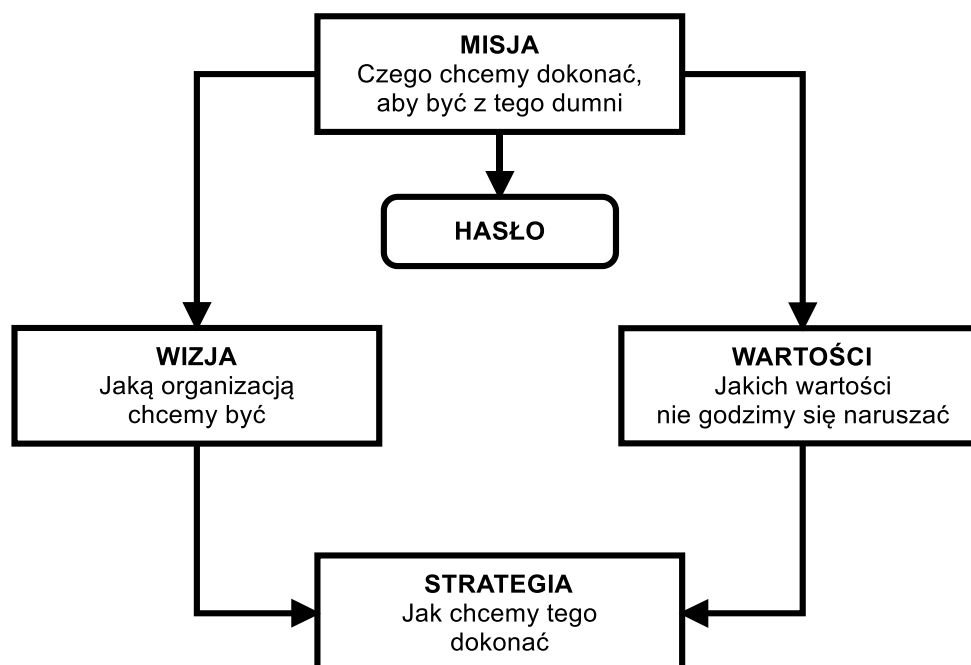 MISJA
Czego chcemy dokonać,
aby być z tego dumni
HASŁO
WIZJA
Jaką organizacją
chcemy być
WARTOŚCI
Jakich wartości
nie godzimy się naruszać
STRATEGIA
Jak chcemy tego
dokonać